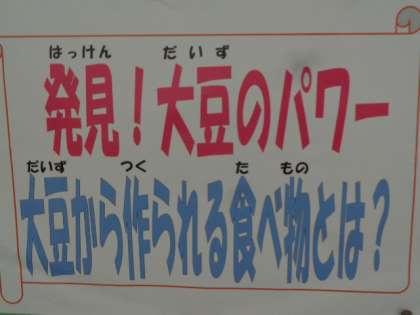 はっけん だいず
発見！大豆のパワー
だいず つく た もの
大豆から作られる食べ物とは？